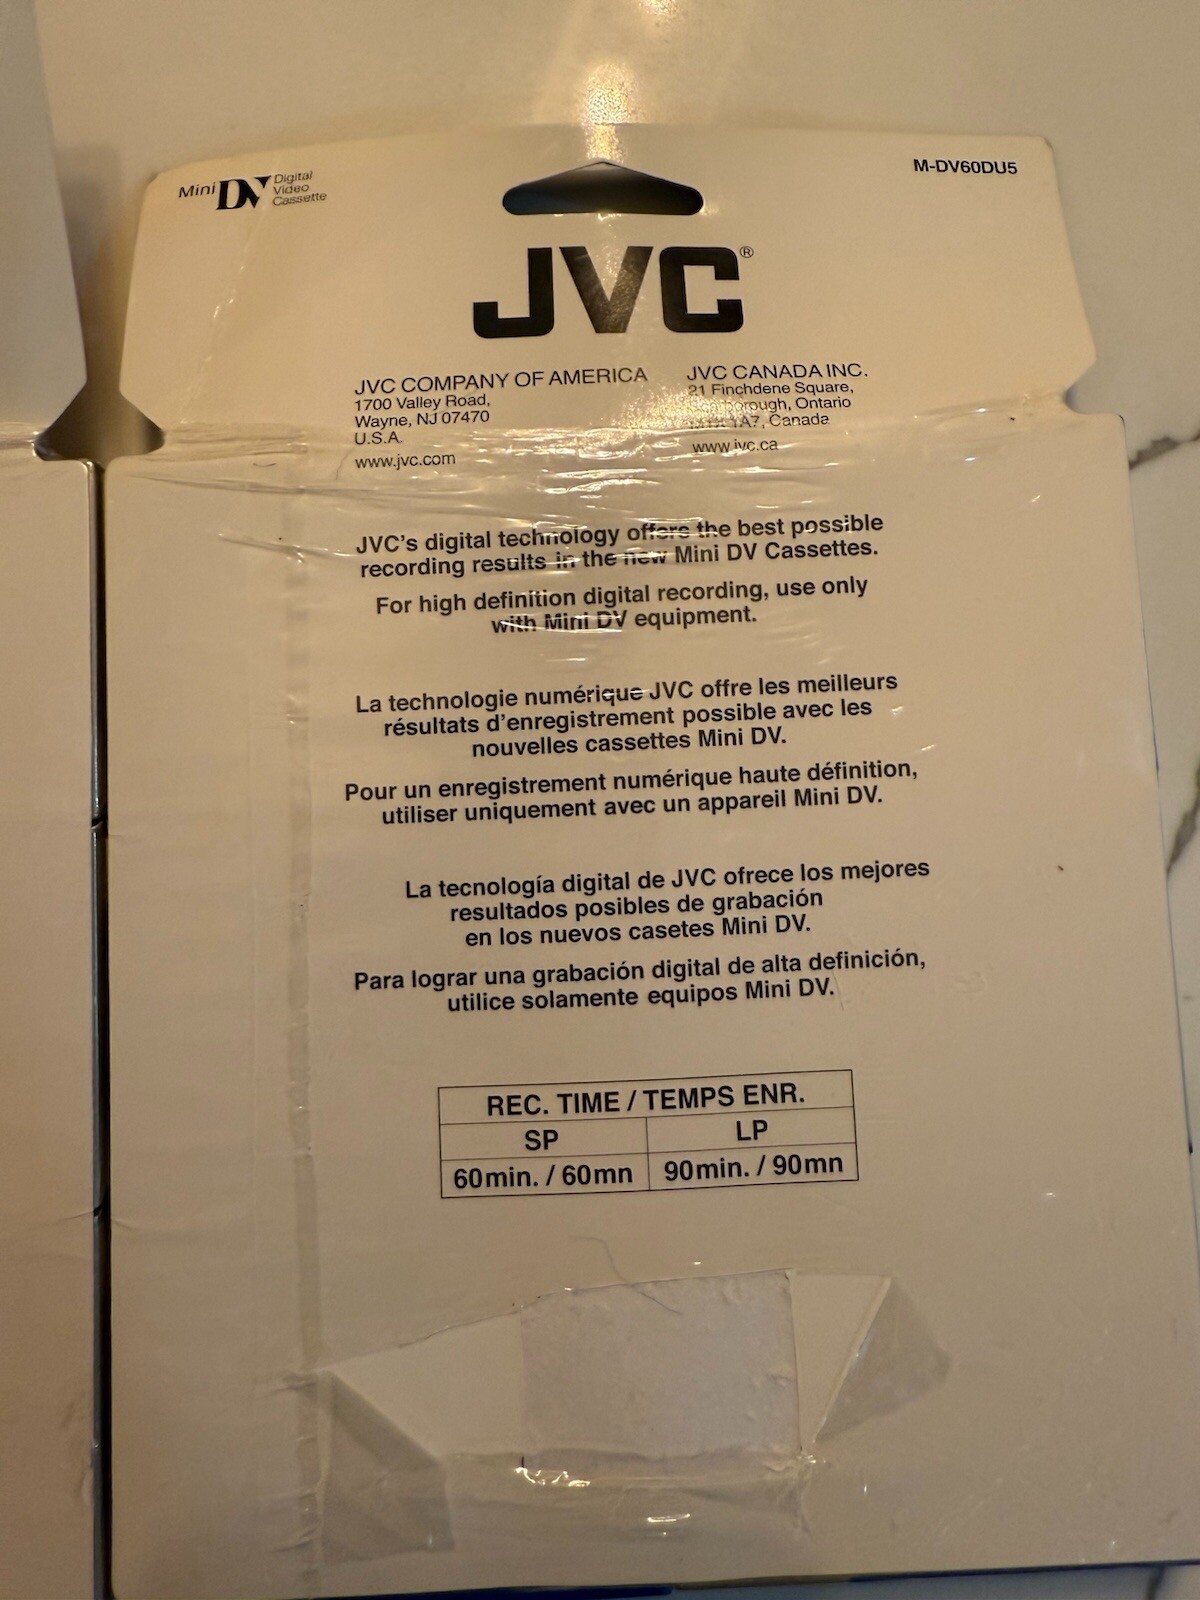 Mini DV Digital
Video
Cassette
M-DV60DU5
JVC®
JVC COMPANY OF AMERICA
1700 Valley Road,
Wayne, NJ 07470
U.S.A.
www.jvc.com
JVC CANADA INC.
21 Finchdene Square,
Scarborough, Ontario
1A7, Canada
www.jvc.ca
JVC's digital technology offers the best possible
recording results in the new Mini DV Cassettes.
For high definition digital recording, use only
with Mini DV equipment.
La technologie numérique JVC offre les meilleurs
résultats d'enregistrement possible avec les
nouvelles cassettes Mini DV.
Pour un enregistrement numérique haute définition,
utiliser uniquement avec un appareil Mini DV.
La tecnología digital de JVC ofrece los mejores
resultados posibles de grabación
en los nuevos casetes Mini DV.
Para lograr una grabación digital de alta definición,
utilice solamente equipos Mini DV.
REC. TIME / TEMPS ENR.
SP LP
60min. / 60mn 90min. / 90mn